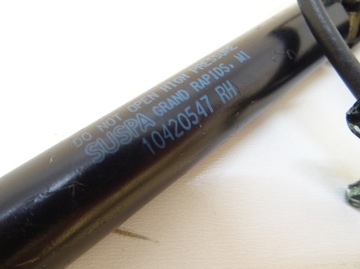 DO NOT OPEN HIGH PRESSURE
SUSPA GRAND RAPIDS, MI
10420547 RH